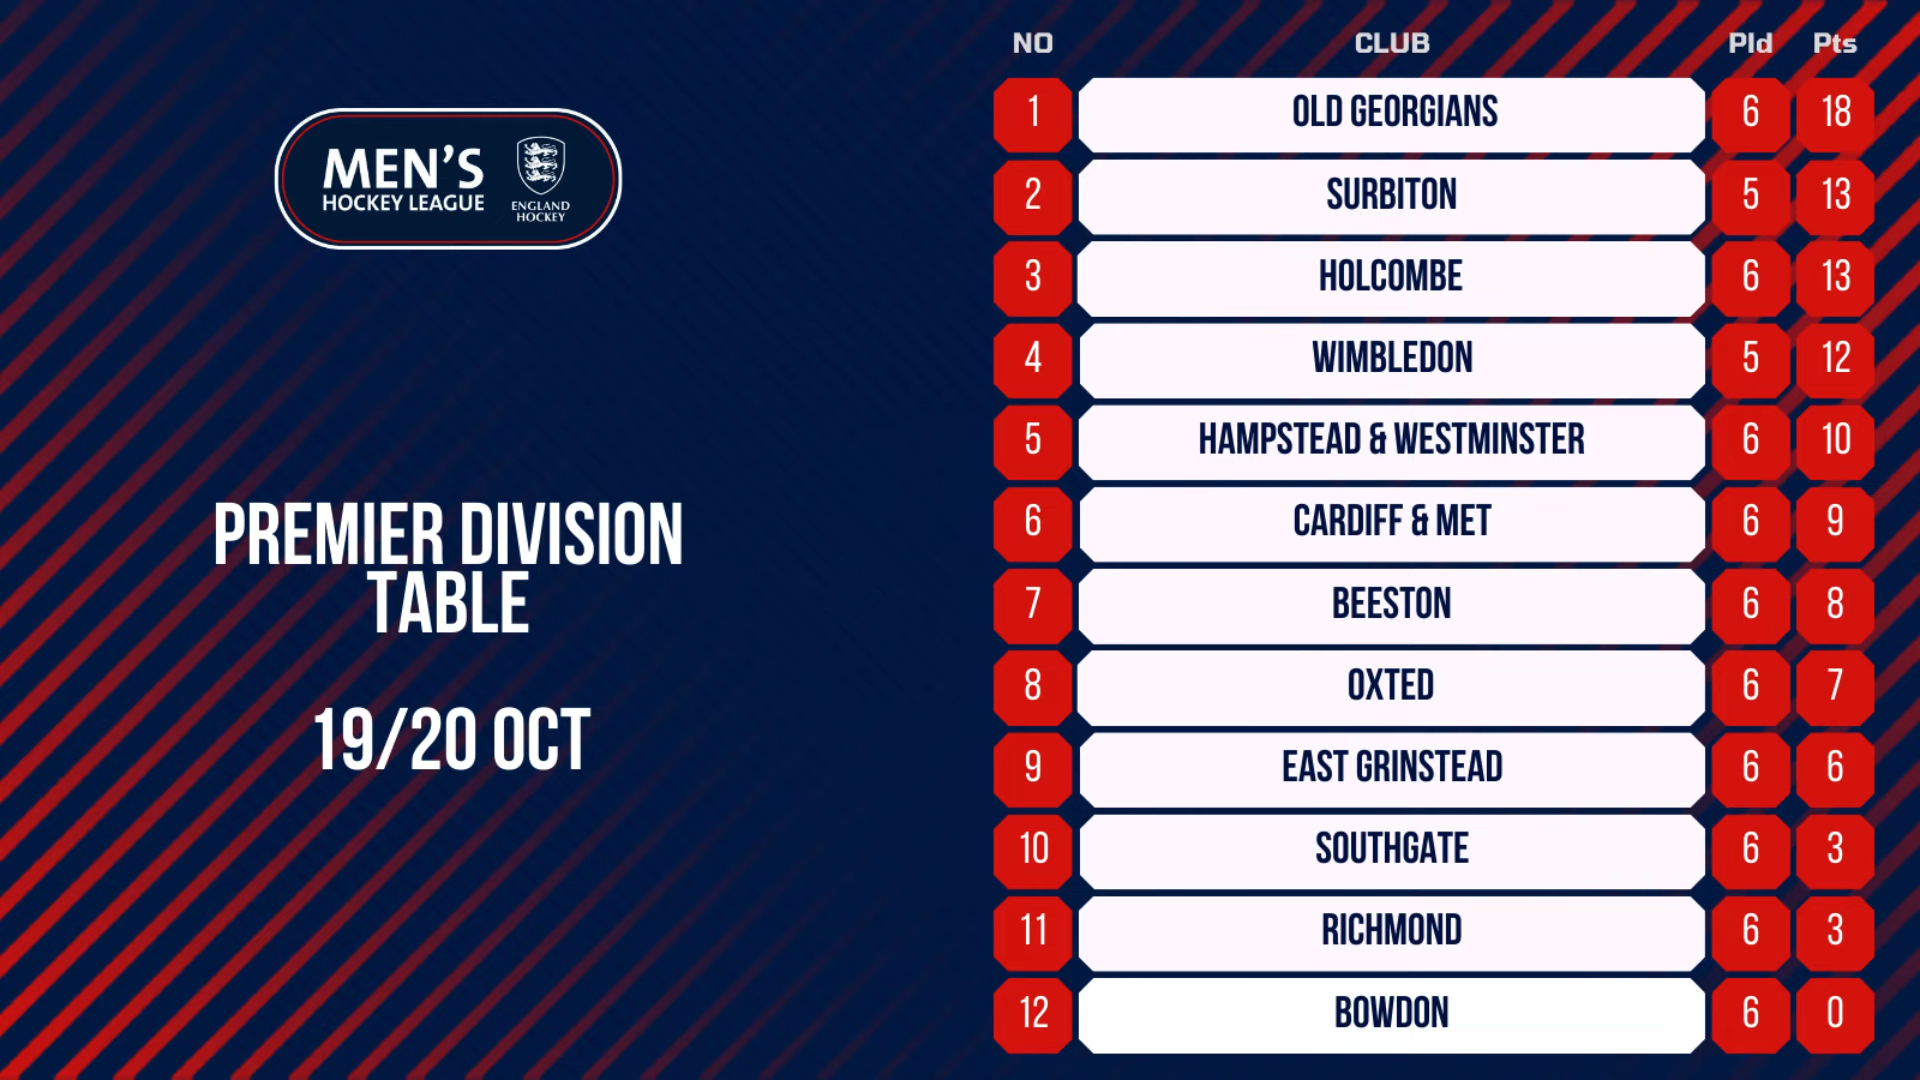 MEN'S
HOCKEY LEAGUE
ENGLAND
HOCKEY
PREMIER DIVISION
TABLE
19/20 OCT
NO CLUB Pld Pts
1 OLD GEORGIANS 6 18
2 SURBITON 5 13
3 HOLCOMBE 6 13
4 WIMBLEDON 5 12
5 HAMPSTEAD & WESTMINSTER 6 10
6 CARDIFF & MET 6 9
7 BEESTON 6 8
8 OXTED 6 7
9 EAST GRINSTEAD 6 6
10 SOUTHGATE 6 3
11 RICHMOND 6 3
12 BOWDON 6 0